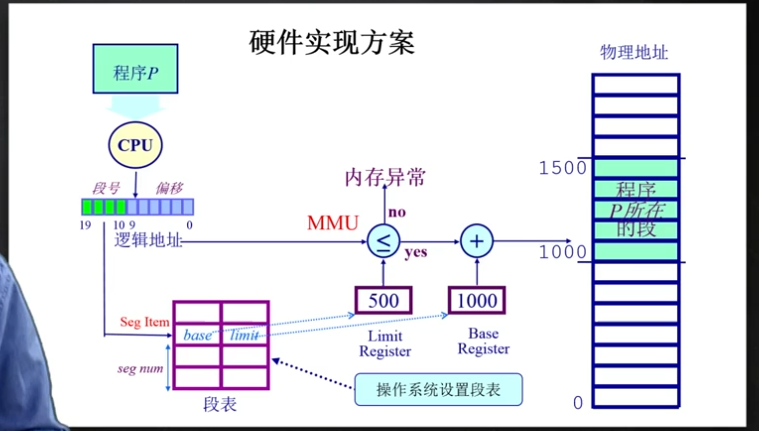 硬件实现方案
物理地址
程序P
CPU
段号
偏移
19
10
9
0
逻辑地址
内存异常
no
MMU
≤
yes
+
500
1000
Limit
Register
Base
Register
Seg Item
base
limit
seg num
段表
操作系统设置段表
1500
程序
P所在
的段
1000
0